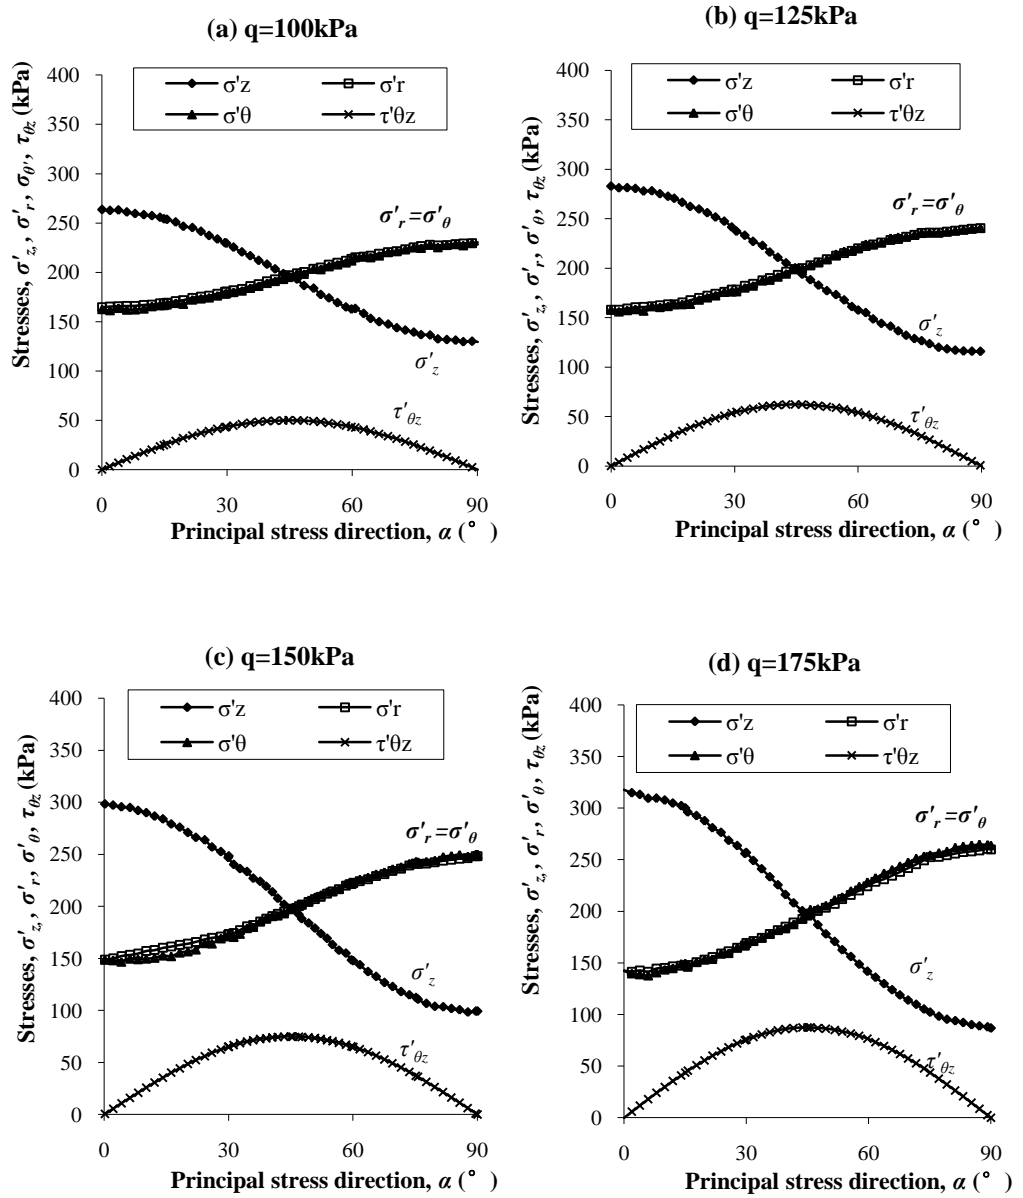 (a) q=100kPa
Stresses, σ'z, σ'r, σθ', τθz (kPa)
400
350
300
250
200
150
100
50
0
σ'z σ'r
σ'θ τ'θz
σ'r=σ'θ
σ'z
τ'θz
0 30 60 90
Principal stress direction, α (°)
(b) q=125kPa
Stresses, σ'z, σ'r, σ'θ, τθz (kPa)
400
350
300
250
200
150
100
50
0
σ'z σ'r
σ'θ τ'θz
σ'r=σ'θ
σ'z
τ'θz
0 30 60 90
Principal stress direction, α (°)
(c) q=150kPa
Stresses, σ'z, σ'r, σ'θ, τθz (kPa)
400
350
300
250
200
150
100
50
0
σ'z σ'r
σ'θ τ'θz
σ'r=σ'θ
σ'z
τ'θz
0 30 60 90
Principal stress direction, α (°)
(d) q=175kPa
Stresses, σ'z, σ'r, σ'θ, τθz (kPa)
400
350
300
250
200
150
100
50
0
σ'z σ'r
σ'θ τ'θz
σ'r=σ'θ
σ'z
τ'θz
0 30 60 90
Principal stress direction, α (°)